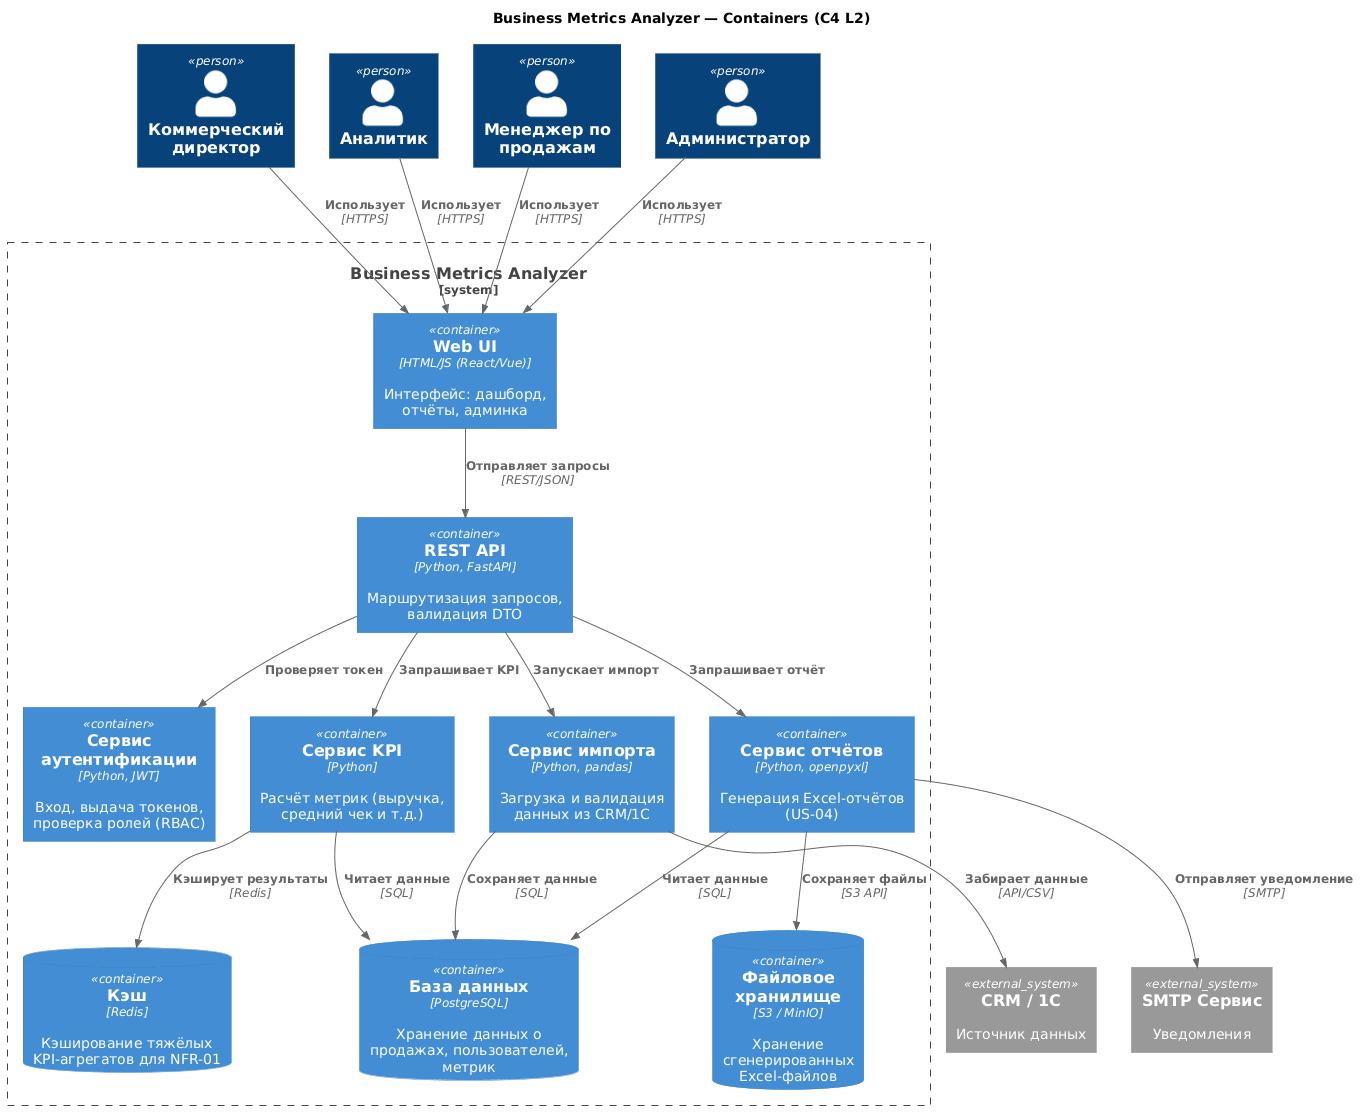 Business Metrics Analyzer — Containers (C4 L2)
«person»
Коммерческий
директор
«person»
Аналитик
«person»
Менеджер по
продажам
«person»
Администратор
Использует
[HTTPS]
Использует
[HTTPS]
Использует
[HTTPS]
Использует
[HTTPS]
Business Metrics Analyzer
[system]
«container»
Web UI
[HTML/JS (React/Vue)]
Интерфейс: дашборд,
отчёты, админка
Отправляет запросы
[REST/JSON]
«container»
REST API
[Python, FastAPI]
Маршрутизация запросов,
валидация DTO
Проверяет токен
Запрашивает KPI
Запускает импорт
Запрашивает отчёт
«container»
Сервис
аутентификации
[Python, JWT]
Вход, выдача токенов,
проверка ролей (RBAC)
«container»
Сервис KPI
[Python]
Расчёт метрик (выручка,
средний чек и т.д.)
«container»
Сервис импорта
[Python, pandas]
Загрузка и валидация
данных из CRM/1С
«container»
Сервис отчётов
[Python, openpyxl]
Генерация Excel-отчётов
(US-04)
Кэширует результаты
[Redis]
Читает данные
[SQL]
Сохраняет данные
[SQL]
Читает данные
[SQL]
Сохраняет файлы
[S3 API]
Забирает данные
[API/CSV]
Отправляет уведомление
[SMTP]
«container»
Кэш
[Redis]
Кэширование тяжёлых
KPI-агрегатов для NFR-01
«container»
База данных
[PostgreSQL]
Хранение данных о
продажах, пользователей,
метрик
«container»
Файловое
хранилище
[S3 / MinIO]
Хранение
сгенерированных
Excel-файлов
«external_system»
CRM / 1С
Источник данных
«external_system»
SMTP Сервис
Уведомления